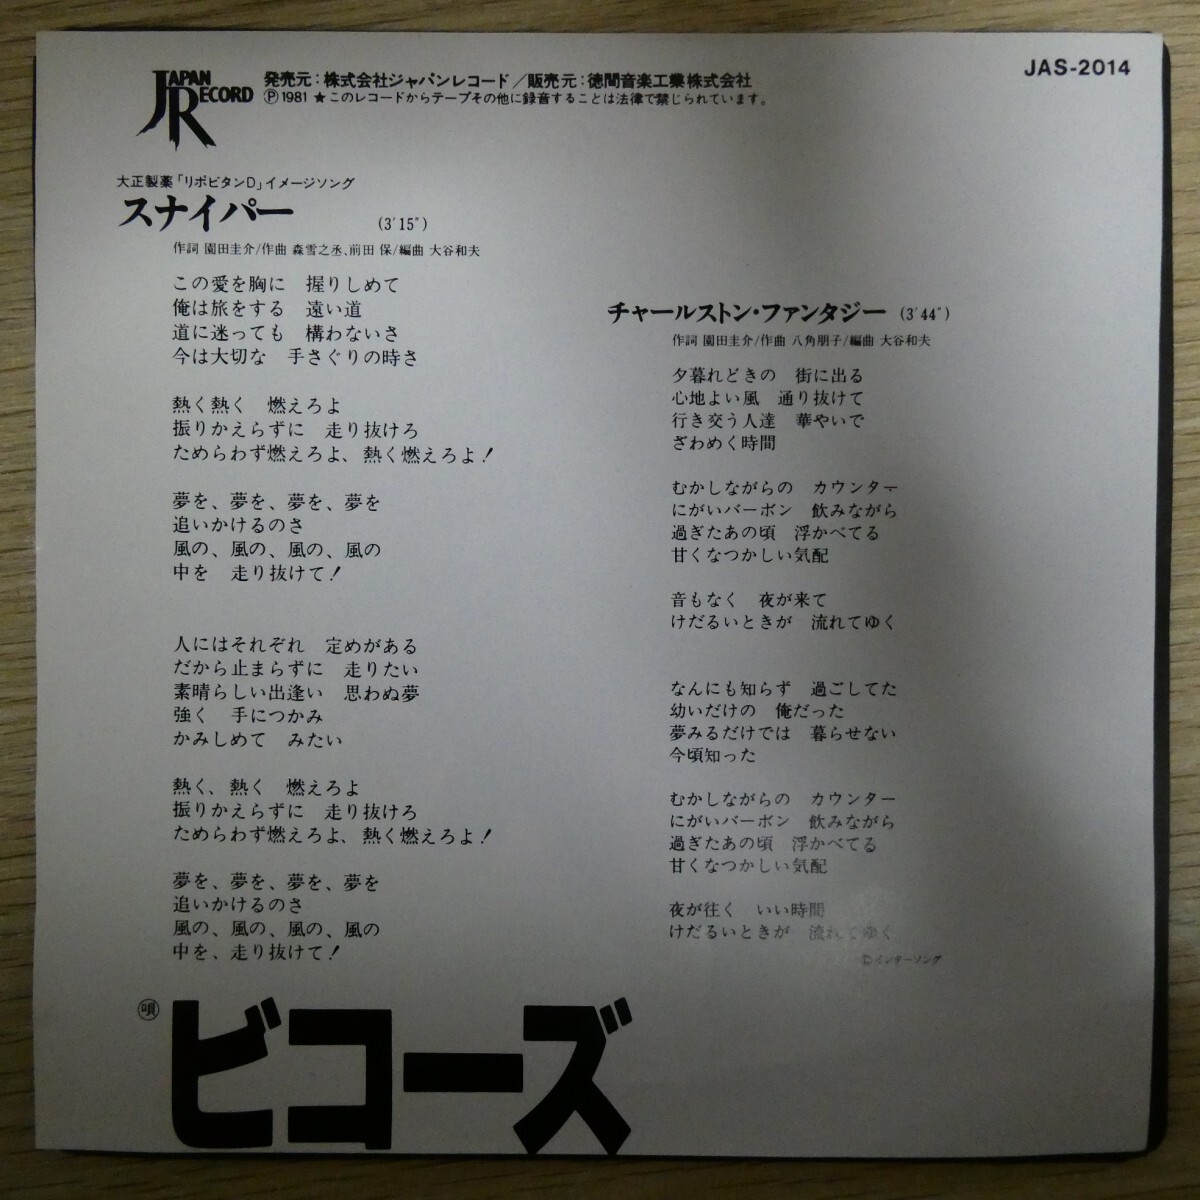 JAPAN RECORD
発売元：株式会社ジャパンレコード／販売元：徳間音楽工業株式会社
Ⓟ1981 ★このレコードからテープその他に録音することは法律で禁じられています。
JAS-2014
大正製薬「リポビタンD」イメージソング
スナイパー (3′15″)
作詞 園田圭介/作曲 森雪之丞、前田 保/編曲 大谷和夫
この愛を胸に 握りしめて
俺は旅をする 遠い道
道に迷っても 構わないさ
今は大切な 手さぐりの時さ
熱く熱く 燃えろよ
振りかえらずに 走り抜けろ
ためらわず燃えろよ、熱く燃えろよ！
夢を、夢を、夢を、夢を
追いかけるのさ
風の、風の、風の、風の
中を 走り抜けて！
人にはそれぞれ 定めがある
だから止まらずに 走りたい
素晴らしい出逢い 思わぬ夢
強く 手につかみ
かみしめて みたい
熱く、熱く 燃えろよ
振りかえらずに 走り抜けろ
ためらわず燃えろよ、熱く燃えろよ！
夢を、夢を、夢を、夢を
追いかけるのさ
風の、風の、風の、風の
中を、走り抜けて！
チャールストン・ファンタジー (3′44″)
作詞 園田圭介/作曲 八角朋子/編曲 大谷和夫
夕暮れどきの 街に出る
心地よい風 通り抜けて
行き交う人達 華やいで
ざわめく時間
むかしながらの カウンター
にがいバーボン 飲みながら
過ぎたあの頃 浮かべてる
甘くなつかしい気配
音もなく 夜が来て
けだるいときが 流れてゆく
なんにも知らず 過ごしてた
幼いだけの 俺だった
夢みるだけでは 暮らせない
今頃知った
むかしながらの カウンター
にがいバーボン 飲みながら
過ぎたあの頃 浮かべてる
甘くなつかしい気配
夜が往く いい時間
けだるいときが 流れてゆく
Ⓒインターソング
唄 ビコーズ